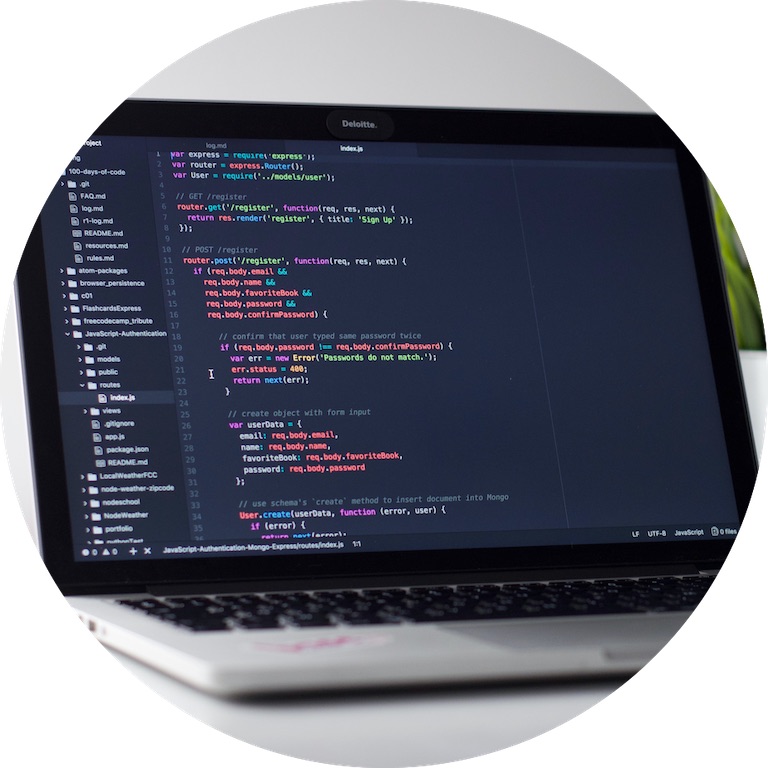 Deloitte.
roject
100-days-of-code
.git
FAQ.md
log.md
r1-log.md
README.md
resources.md
rules.md
atom-packages
browser_persistence
c01
FlashcardsExpress
freecodecamp_tribute
JavaScript-Authentication
.git
models
public
routes
index.js
views
.gitignore
app.js
package.json
README.md
LocalWeatherFCC
node-weather-zipcode
nodeschool
NodeWeather
portfolio
pythonTest
log.md index.js
1 var express = require('express');
2 var router = express.Router();
3 var User = require('../models/user');
4
5 // GET /register
6 router.get('/register', function(req, res, next) {
7 return res.render('register', { title: 'Sign Up' });
8 });
9
10 // POST /register
11 router.post('/register', function(req, res, next) {
12 if (req.body.email &&
13 req.body.name &&
14 req.body.favoriteBook &&
15 req.body.password &&
16 req.body.confirmPassword) {
17
18 // confirm that user typed same password twice
19 if (req.body.password !== req.body.confirmPassword) {
20 var err = new Error('Passwords do not match.');
21 err.status = 400;
22 return next(err);
23 }
24
25 // create object with form input
26 var userData = {
27 email: req.body.email,
28 name: req.body.name,
29 favoriteBook: req.body.favoriteBook,
30 password: req.body.password
31 };
32
33 // use schema's `create` method to insert document into Mongo
34 User.create(userData, function (error, user) {
35 if (error) {
36 return next(error);
0 0 JavaScript-Authentication-Mongo-Express/routes/index.js 1:1 LF UTF-8 JavaScript 0 files